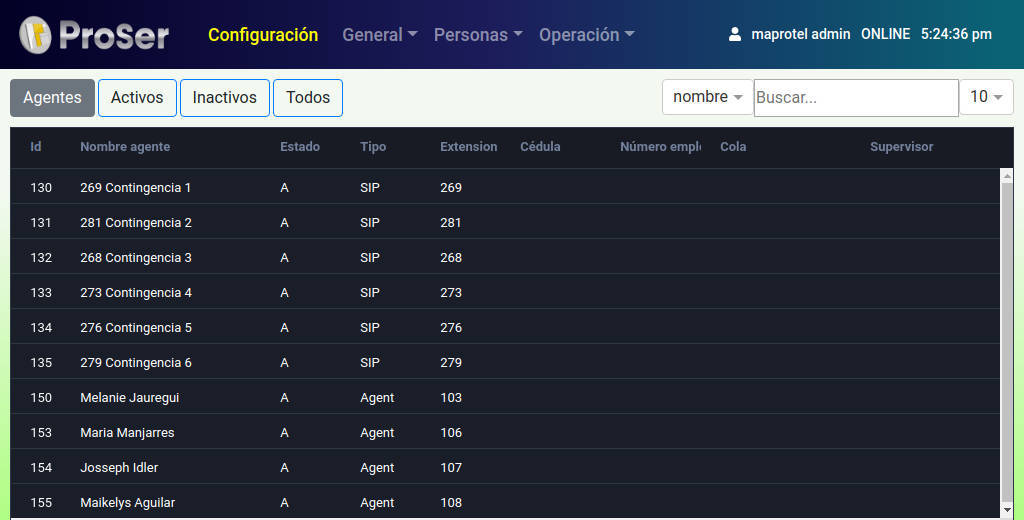 ProSer Configuración General Personas Operación maprotel admin ONLINE 5:24:36 pm
Agentes Activos Inactivos Todos nombre Buscar... 10
Id Nombre agente Estado Tipo Extension Cédula Número emple Cola Supervisor
130 269 Contingencia 1 A SIP 269
131 281 Contingencia 2 A SIP 281
132 268 Contingencia 3 A SIP 268
133 273 Contingencia 4 A SIP 273
134 276 Contingencia 5 A SIP 276
135 279 Contingencia 6 A SIP 279
150 Melanie Jauregui A Agent 103
153 Maria Manjarres A Agent 106
154 Josseph Idler A Agent 107
155 Maikelys Aguilar A Agent 108